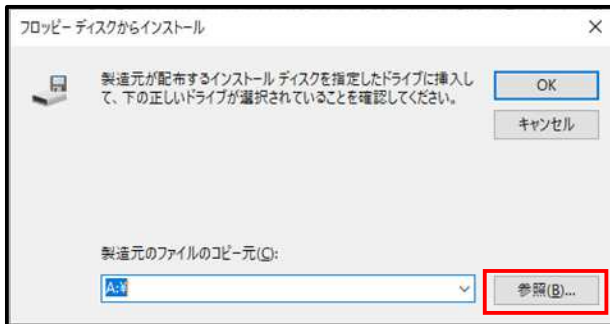 フロッピー ディスクからインストール
製造元が配布するインストール ディスクを指定したドライブに挿入し
て、下の正しいドライブが選択されていることを確認してください。
OK
キャンセル
製造元のファイルのコピー元(C):
A:¥
参照(B)...